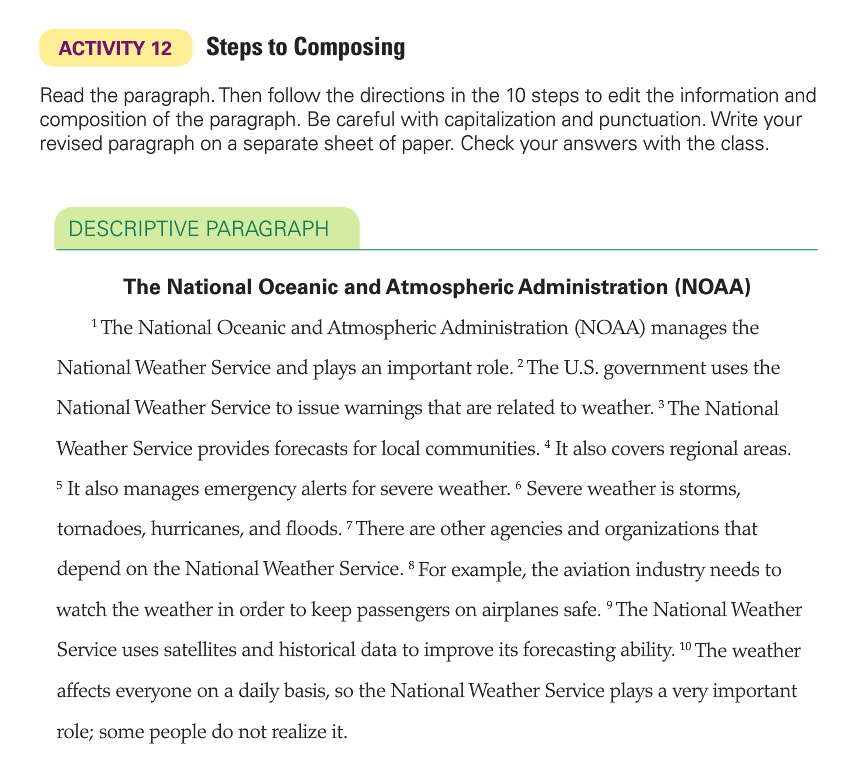 ACTIVITY 12 Steps to Composing
Read the paragraph. Then follow the directions in the 10 steps to edit the information and
composition of the paragraph. Be careful with capitalization and punctuation. Write your
revised paragraph on a separate sheet of paper. Check your answers with the class.
DESCRIPTIVE PARAGRAPH
The National Oceanic and Atmospheric Administration (NOAA)
¹ The National Oceanic and Atmospheric Administration (NOAA) manages the
National Weather Service and plays an important role. ² The U.S. government uses the
National Weather Service to issue warnings that are related to weather. ³ The National
Weather Service provides forecasts for local communities. ⁴ It also covers regional areas.
⁵ It also manages emergency alerts for severe weather. ⁶ Severe weather is storms,
tornadoes, hurricanes, and floods. ⁷ There are other agencies and organizations that
depend on the National Weather Service. ⁸ For example, the aviation industry needs to
watch the weather in order to keep passengers on airplanes safe. ⁹ The National Weather
Service uses satellites and historical data to improve its forecasting ability. ¹⁰ The weather
affects everyone on a daily basis, so the National Weather Service plays a very important
role; some people do not realize it.